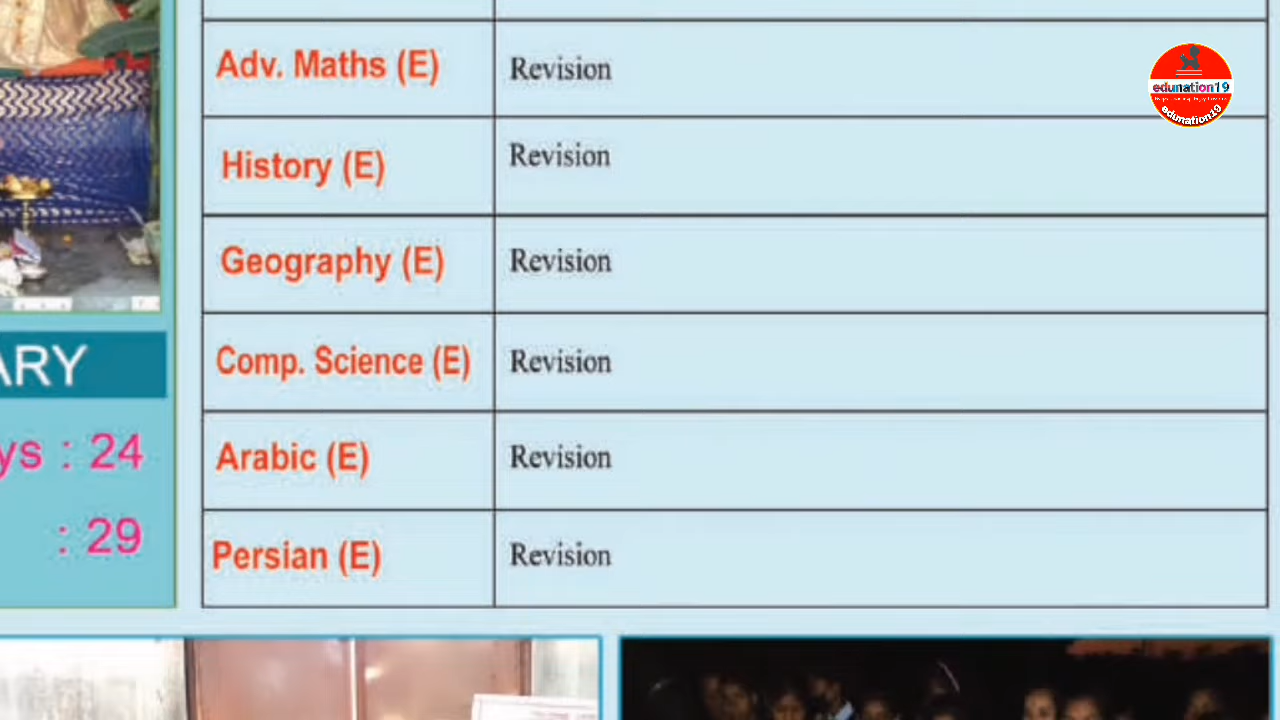 Adv. Maths (E) Revision
History (E) Revision
Geography (E) Revision
Comp. Science (E) Revision
Arabic (E) Revision
Persian (E) Revision
ARY
ys : 24
: 29
edunation19
edunation19